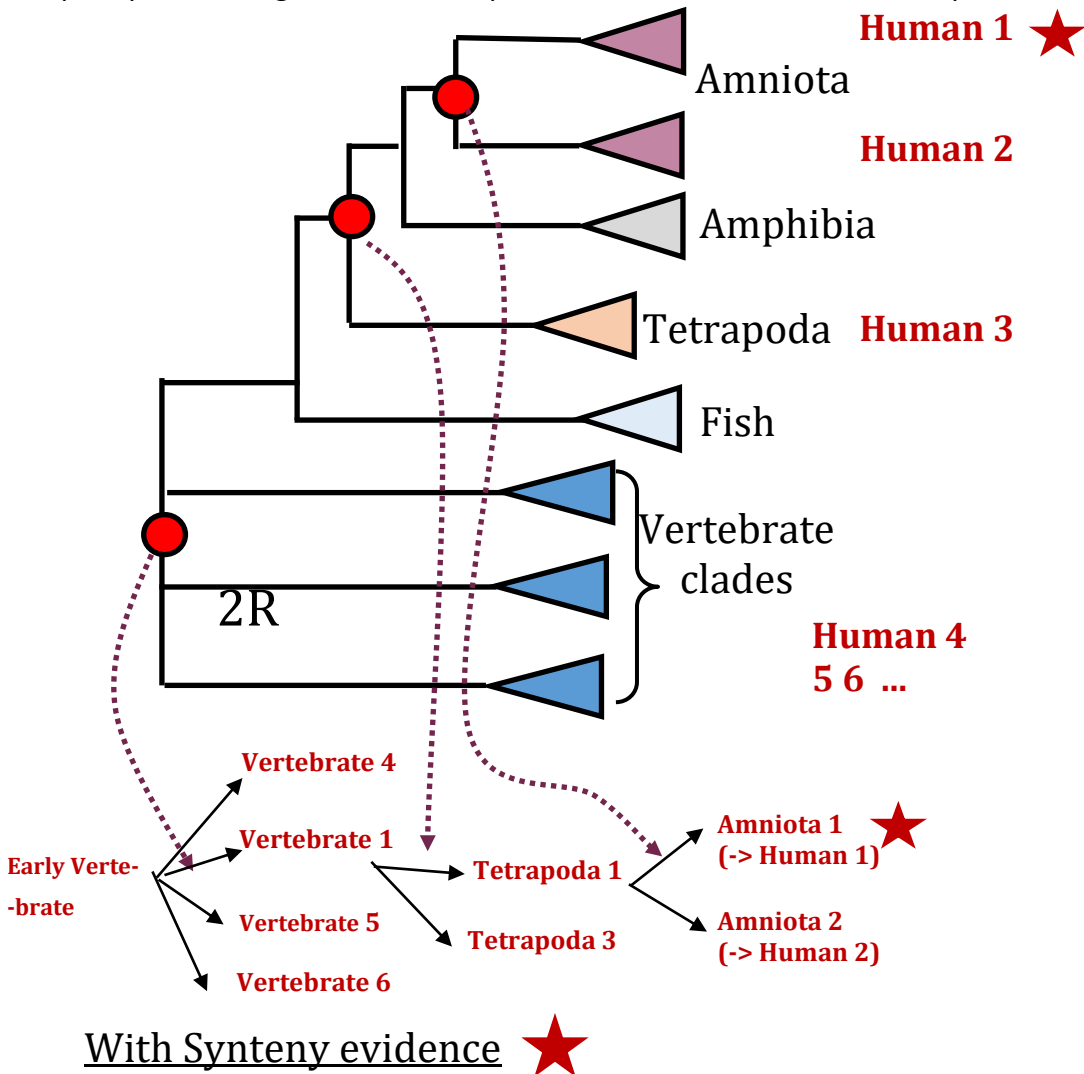 Human 1
Amniota
Human 2
Amphibia
Tetrapoda Human 3
Fish
Vertebrate
clades
2R
Human 4
5 6 ...
Vertebrate 4
Vertebrate 1
Early Verte-
-brate
Tetrapoda 1
Amniota 1
(-> Human 1)
Vertebrate 5
Tetrapoda 3
Amniota 2
(-> Human 2)
Vertebrate 6
With Synteny evidence